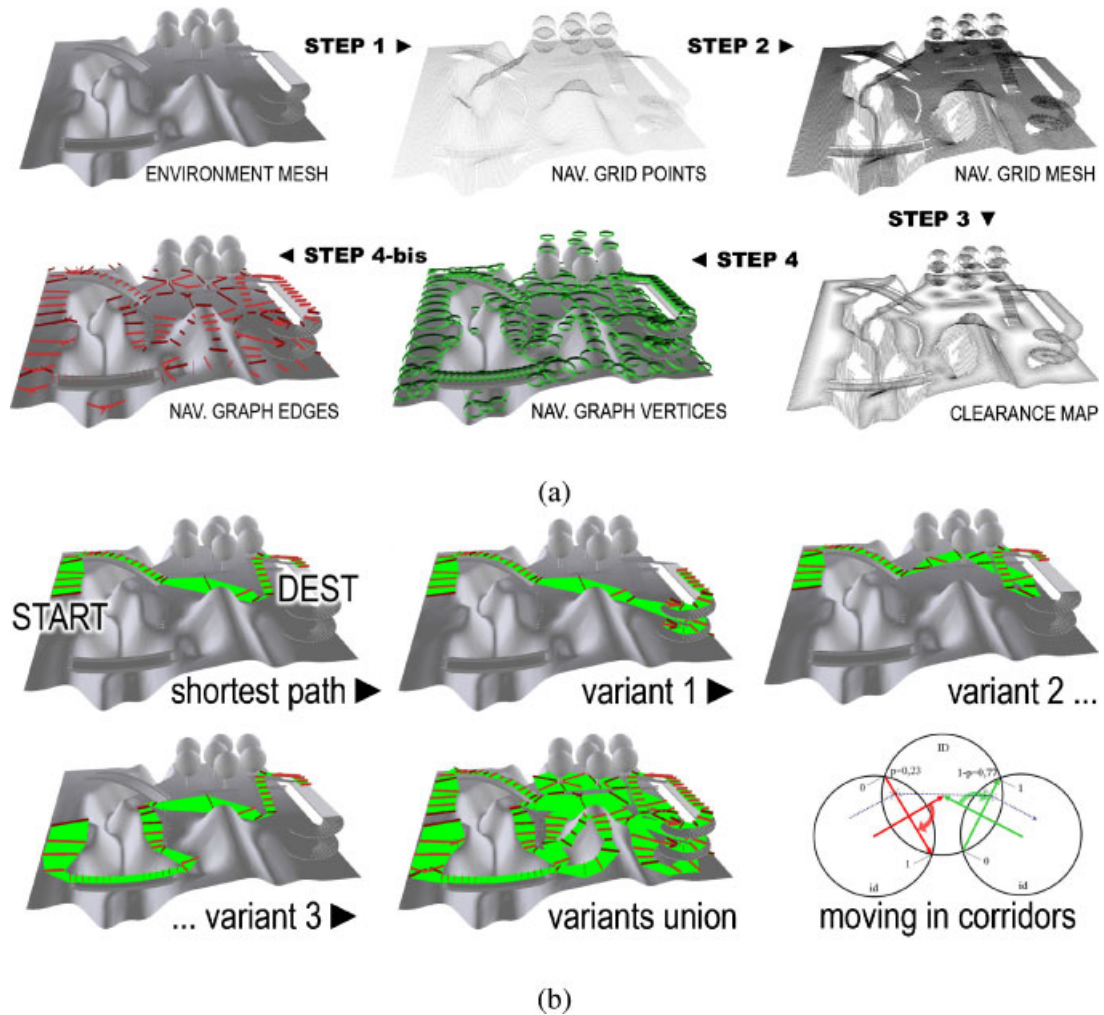 STEP 1 ►
STEP 2 ►
ENVIRONMENT MESH
NAV. GRID POINTS
NAV. GRID MESH
STEP 3 ▼
◄ STEP 4-bis
◄ STEP 4
NAV. GRAPH EDGES
NAV. GRAPH VERTICES
CLEARANCE MAP
(a)
START
DEST
shortest path ►
variant 1 ►
variant 2 ...
... variant 3 ►
variants union
ID
p=0,23
1-p=0,77
0
1
1
0
id
id
moving in corridors
(b)